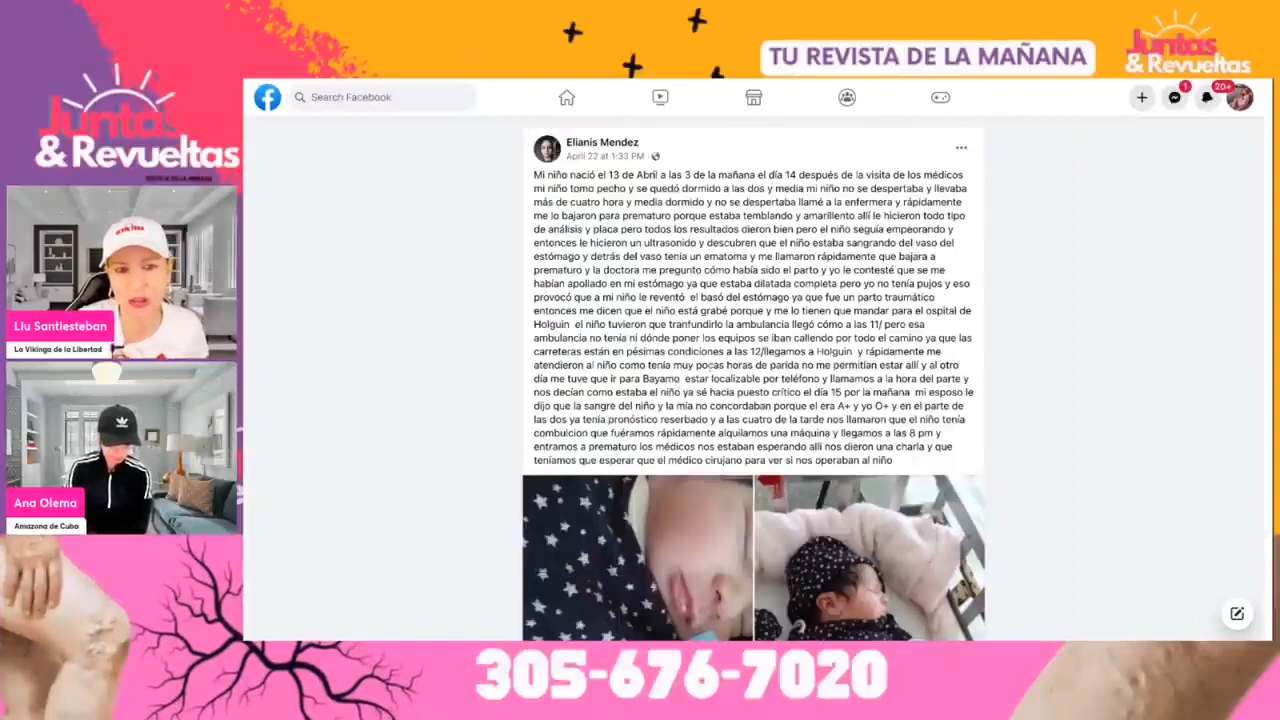 TU REVISTA DE LA MAÑANA
Juntas
& Revueltas
Juntas
& Revueltas
Search Facebook
1
20+
Elianis Mendez
April 22 at 1:33 PM
Mi niño nació el 13 de Abril a las 3 de la mañana el día 14 después de la visita de los médicos
mi niño tomo pecho y se quedó dormido a las dos y media mi niño no se despertaba y llevaba
más de cuatro hora y media dormido y no se despertaba llamé a la enfermera y rápidamente
me lo bajaron para prematuro porque estaba temblando y amarillento allí le hicieron todo tipo
de análisis y placa pero todos los resultados dieron bien pero el niño seguía empeorando y
entonces le hicieron un ultrasonido y descubren que el niño estaba sangrando del vaso del
estómago y detrás del vaso tenía un ematoma y me llamaron rápidamente que bajara a
prematuro y la doctora me pregunto cómo había sido el parto y yo le contesté que se me
habían apollado en mi estómago ya que estaba dilatada completa pero yo no tenía pujos y eso
provocó que a mi niño le reventó el basó del estómago ya que fue un parto traumático
entonces me dicen que el niño está grabé porque y me lo tienen que mandar para el ospital de
Holguin el niño tuvieron que tranfundirlo la ambulancia llegó cómo a las 11/ pero esa
ambulancia no tenía ni dónde poner los equipos se iban callendo por todo el camino ya que las
carreteras están en pésimas condiciones a las 12/llegamos a Holguin y rápidamente me
atendieron al niño como tenía muy poças horas de parida no me permitían estar allí y al otro
día me tuve que ir para Bayamo estar localizable por teléfono y llamamos a la hora del parte y
nos decían como estaba el niño ya sé hacia puesto crítico el día 15 por la mañana mi esposo le
dijo que la sangre del niño y la mía no concordaban porque el era A+ y yo O+ y en el parte de
las dos ya tenía pronóstico reservado y a las cuatro de la tarde nos llamaron que el niño tenía
combulcion que fuéramos rápidamente alquilamos una máquina y llegamos a las 8 pm y
entramos a prematuro los médicos nos estaban esperando allí nos dieron una charla y que
teníamos que esperar que el médico cirujano para ver si nos operaban al niño
Liu Santiesteban
La Vikinga de la Libertad
Ana Olema
Amazona de Cuba
adidas
305-676-7020